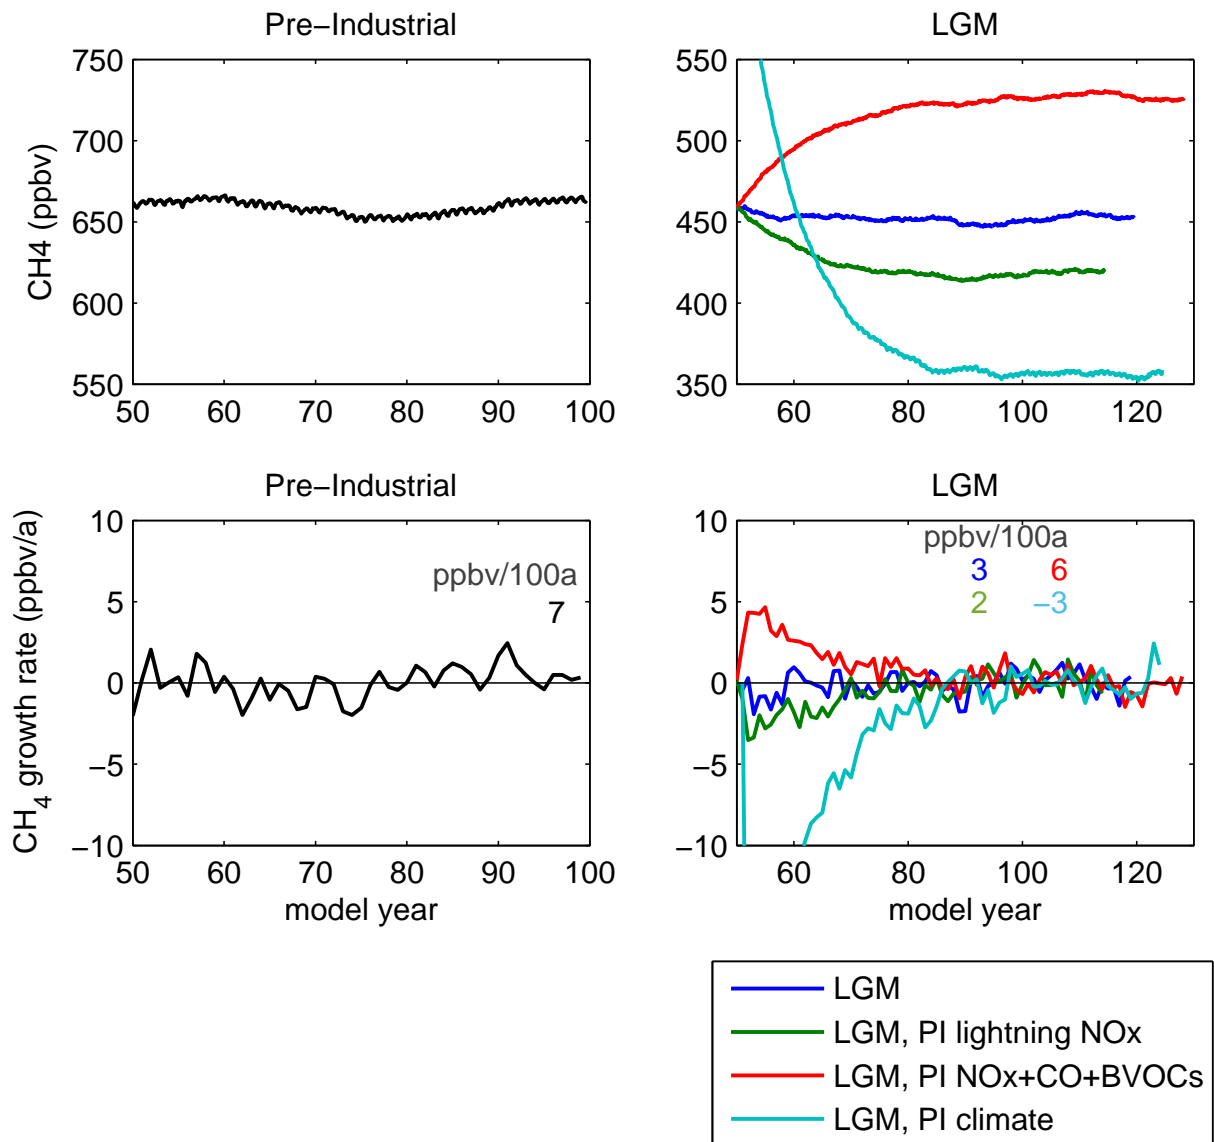 Pre−Industrial
LGM
CH4 (ppbv)
750
700
650
600
550
50 60 70 80 90 100
550
500
450
400
350
60 80 100 120
Pre−Industrial
LGM
CH4 growth rate (ppbv/a)
10
5
0
−5
−10
ppbv/100a
7
50 60 70 80 90 100
model year
10
5
0
−5
−10
ppbv/100a
3 6
2 −3
60 80 100 120
model year
LGM
LGM, PI lightning NOx
LGM, PI NOx+CO+BVOCs
LGM, PI climate